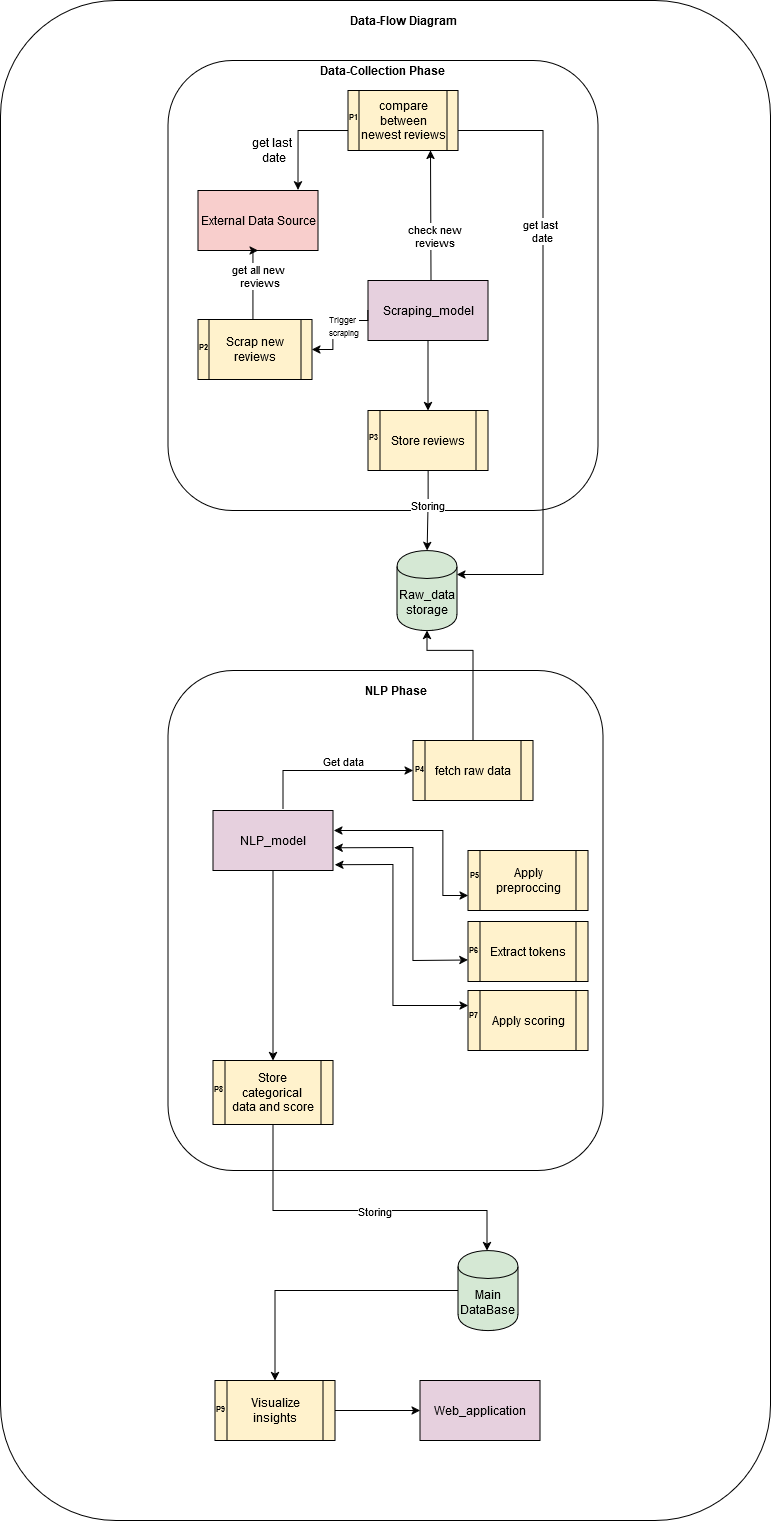 Data-Flow Diagram
Data-Collection Phase
P1
compare
between
newest reviews
get last
date
External Data Source
check new
reviews
get last
date
get all new
reviews
Scraping_model
Trigger
scraping
P2
Scrap new
reviews
P3
Store reviews
Storing
Raw_data
storage
NLP Phase
Get data
P4
fetch raw data
NLP_model
P5
Apply
preproccing
P6
Extract tokens
P7
Apply scoring
P8
Store
categorical
data and score
Storing
Main
DataBase
P9
Visualize
insights
Web_application